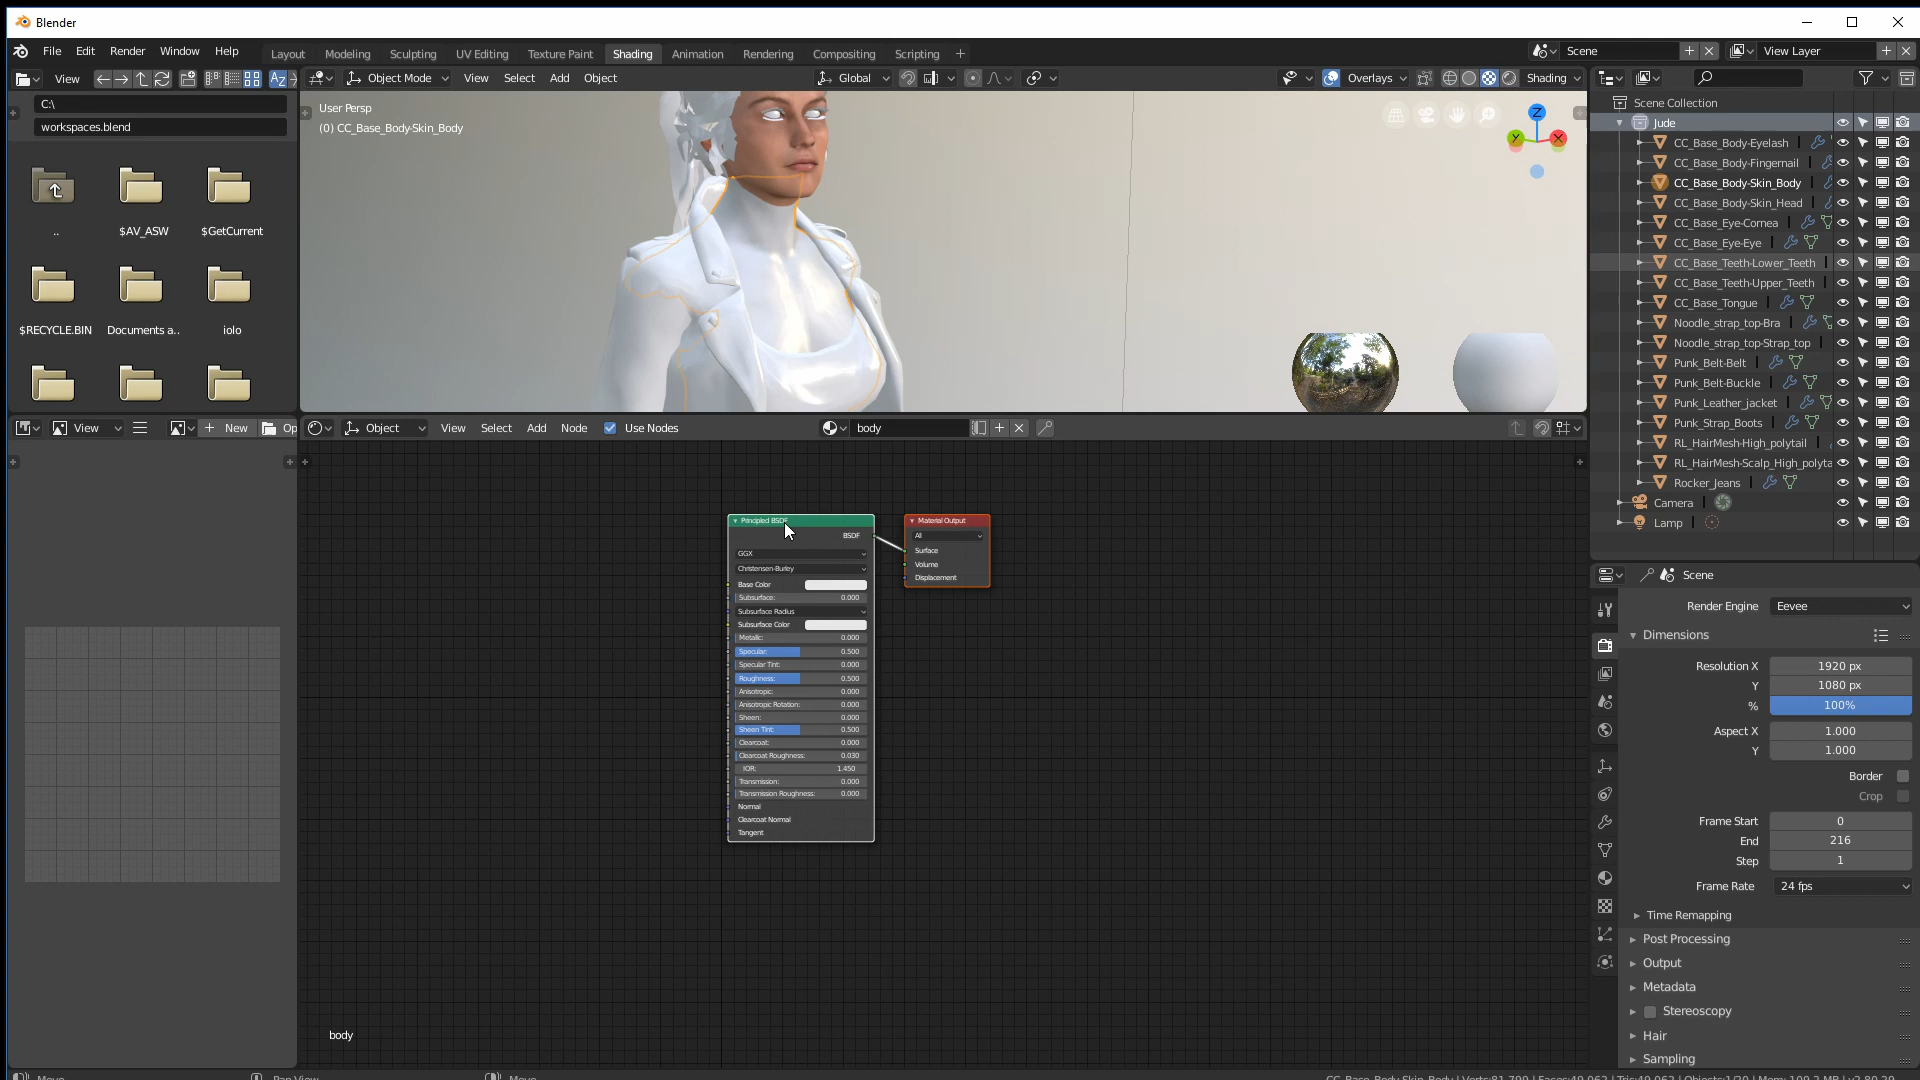 Blender
File Edit Render Window Help
Layout Modeling Sculpting UV Editing Texture Paint Shading Animation Rendering Compositing Scripting +
Scene
View Layer
View
Object Mode View Select Add Object
Global
Overlays
Shading
C:\
workspaces.blend
..
$AV_ASW
$GetCurrent
$RECYCLE.BIN
Documents a..
iolo
User Persp
(0) CC_Base_Body-Skin_Body
Z
Y
X
Scene Collection
Jude
CC_Base_Body-Eyelash
CC_Base_Body-Fingernail
CC_Base_Body-Skin_Body
CC_Base_Body-Skin_Head
CC_Base_Eye-Cornea
CC_Base_Eye-Eye
CC_Base_Teeth-Lower_Teeth
CC_Base_Teeth-Upper_Teeth
CC_Base_Tongue
Noodle_strap_top-Bra
Noodle_strap_top-Strap_top
Punk_Belt-Belt
Punk_Belt-Buckle
Punk_Leather_jacket
Punk_Strap_Boots
RL_HairMesh-High_polytail
RL_HairMesh-Scalp_High_polyta
Rocker_Jeans
Camera
Lamp
View
New
Op
Object View Select Add Node Use Nodes
body
Principled BSDF
BSDF
GGX
Christensen-Burley
Base Color
Subsurface: 0.000
Subsurface Radius
Subsurface Color
Metallic: 0.000
Specular: 0.500
Specular Tint: 0.000
Roughness: 0.500
Anisotropic: 0.000
Anisotropic Rotation: 0.000
Sheen: 0.000
Sheen Tint: 0.500
Clearcoat: 0.000
Clearcoat Roughness: 0.030
IOR: 1.450
Transmission: 0.000
Transmission Roughness: 0.000
Normal
Clearcoat Normal
Tangent
Material Output
All
Surface
Volume
Displacement
body
Scene
Render Engine Eevee
Dimensions
Resolution X 1920 px
Y 1080 px
% 100%
Aspect X 1.000
Y 1.000
Border
Crop
Frame Start 0
End 216
Step 1
Frame Rate 24 fps
Time Remapping
Post Processing
Output
Metadata
Stereoscopy
Hair
Sampling
Move
Pan View
Move